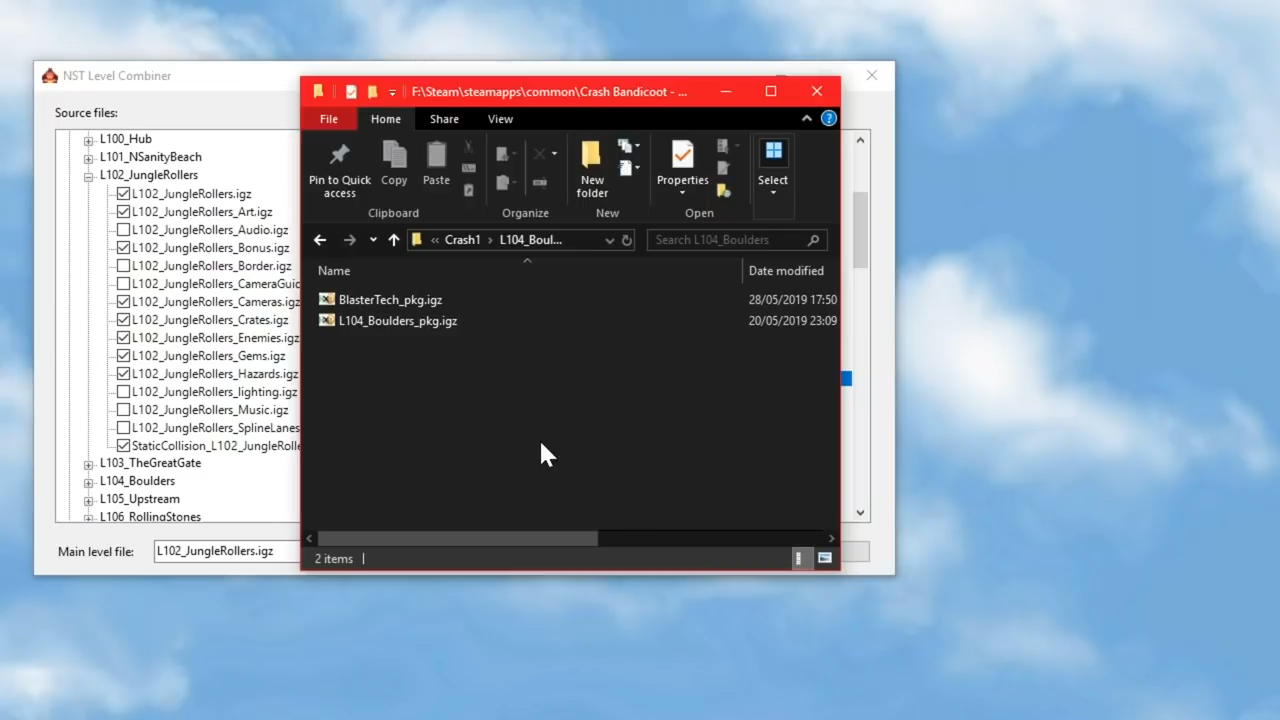 NST Level Combiner
Source files:
L100_Hub
L101_NSanityBeach
L102_JungleRollers
L102_JungleRollers.igz
L102_JungleRollers_Art.igz
L102_JungleRollers_Audio.igz
L102_JungleRollers_Bonus.igz
L102_JungleRollers_Border.igz
L102_JungleRollers_CameraGuid
L102_JungleRollers_Cameras.igz
L102_JungleRollers_Crates.igz
L102_JungleRollers_Enemies.igz
L102_JungleRollers_Gems.igz
L102_JungleRollers_Hazards.igz
L102_JungleRollers_lighting.igz
L102_JungleRollers_Music.igz
L102_JungleRollers_SplineLanes
StaticCollision_L102_JungleRolle
L103_TheGreatGate
L104_Boulders
L105_Upstream
L106_RollingStones
Main level file: L102_JungleRollers.igz
F:\Steam\steamapps\common\Crash Bandicoot - ...
File Home Share View
Pin to Quick access
Copy
Paste
New folder
Properties
Select
Clipboard Organize New Open
« Crash1 › L104_Boul...
Search L104_Boulders
Name Date modified
BlasterTech_pkg.igz 28/05/2019 17:50
L104_Boulders_pkg.igz 20/05/2019 23:09
2 items